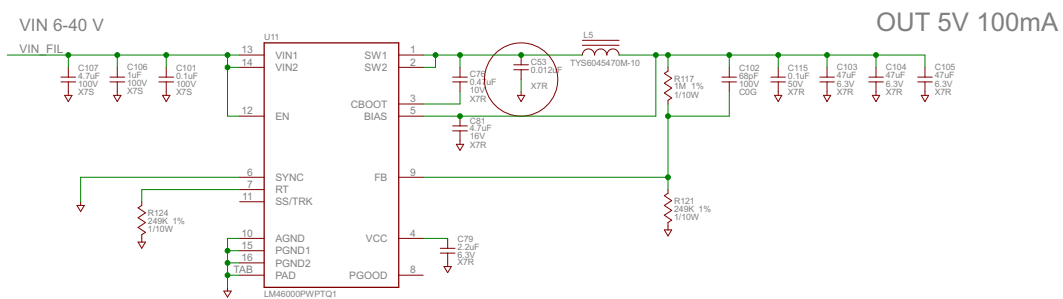 VIN 6-40 V
OUT 5V 100mA
VIN_FIL
C107
4.7uF
100V
X7S
C106
1uF
100V
X7S
C101
0.1uF
100V
X7S
U11
13 VIN1
14 VIN2
12 EN
6 SYNC
7 RT
11 SS/TRK
10 AGND
15 PGND1
16 PGND2
TAB PAD
SW1 1
SW2 2
CBOOT 3
BIAS 5
FB 9
VCC 4
PGOOD 8
LM46000PWPTQ1
R124
249K 1%
1/10W
C76
0.47uF
10V
X7R
C53
0.012uF
X7R
C81
4.7uF
16V
X7R
C79
2.2uF
6.3V
X7R
L5
TYS6045470M-10
R117
1M 1%
1/10W
R121
249K 1%
1/10W
C102
68pF
100V
C0G
C115
0.1uF
50V
X7R
C103
47uF
6.3V
X7R
C104
47uF
6.3V
X7R
C105
47uF
6.3V
X7R